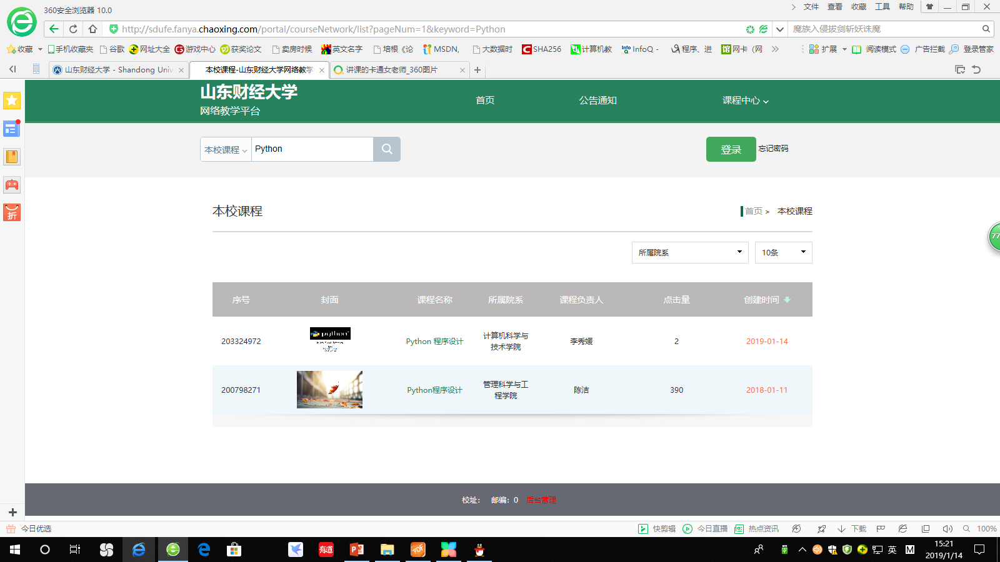 360安全浏览器 10.0
文件 查看 收藏 工具 帮助
http://sdufe.fanya.chaoxing.com/portal/courseNetwork/list?pageNum=1&keyword=Python
魔族入侵拔剑斩妖诛魔
收藏 手机收藏夹 谷歌 网址大全 游戏中心 获奖论文 卖房时候 英文名字 培根《论 MSDN, 大数据时 SHA256 计算机教 InfoQ - 程序、进 网卡（网 扩展 阅读模式 广告拦截 登录管家
山东财经大学 - Shandong Univ 本校课程-山东财经大学网络教学 讲课的卡通女老师_360图片
山东财经大学
网络教学平台
首页 公告通知 课程中心
本校课程 Python
登录 忘记密码
本校课程
首页 > 本校课程
所属院系 10条
序号 封面 课程名称 所属院系 课程负责人 点击量 创建时间
python
203324972 Python 程序设计 计算机科学与 李秀媛 2 2019-01-14
技术学院
200798271 Python程序设计 管理科学与工 陈洁 390 2018-01-11
程学院
77
折
校址： 邮编：0 后台管理
今日优选
快剪辑 今日直播 热点资讯 下载 100%
有道
PDF
英 M
15:21
2019/1/14